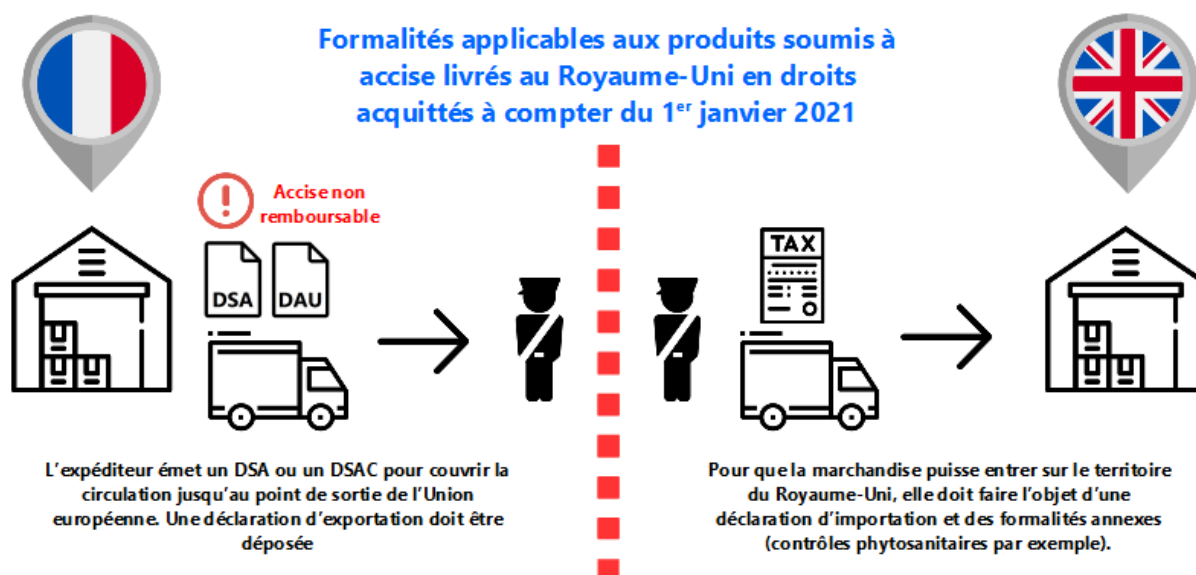 Formalités applicables aux produits soumis à
accise livrés au Royaume-Uni en droits
acquittés à compter du 1er janvier 2021
Accise non
remboursable
DSA
DAU
TAX
L'expéditeur émet un DSA ou un DSAC pour couvrir la
circulation jusqu'au point de sortie de l'Union
européenne. Une déclaration d'exportation doit être
déposée
Pour que la marchandise puisse entrer sur le territoire
du Royaume-Uni, elle doit faire l'objet d'une
déclaration d'importation et des formalités annexes
(contrôles phytosanitaires par exemple).